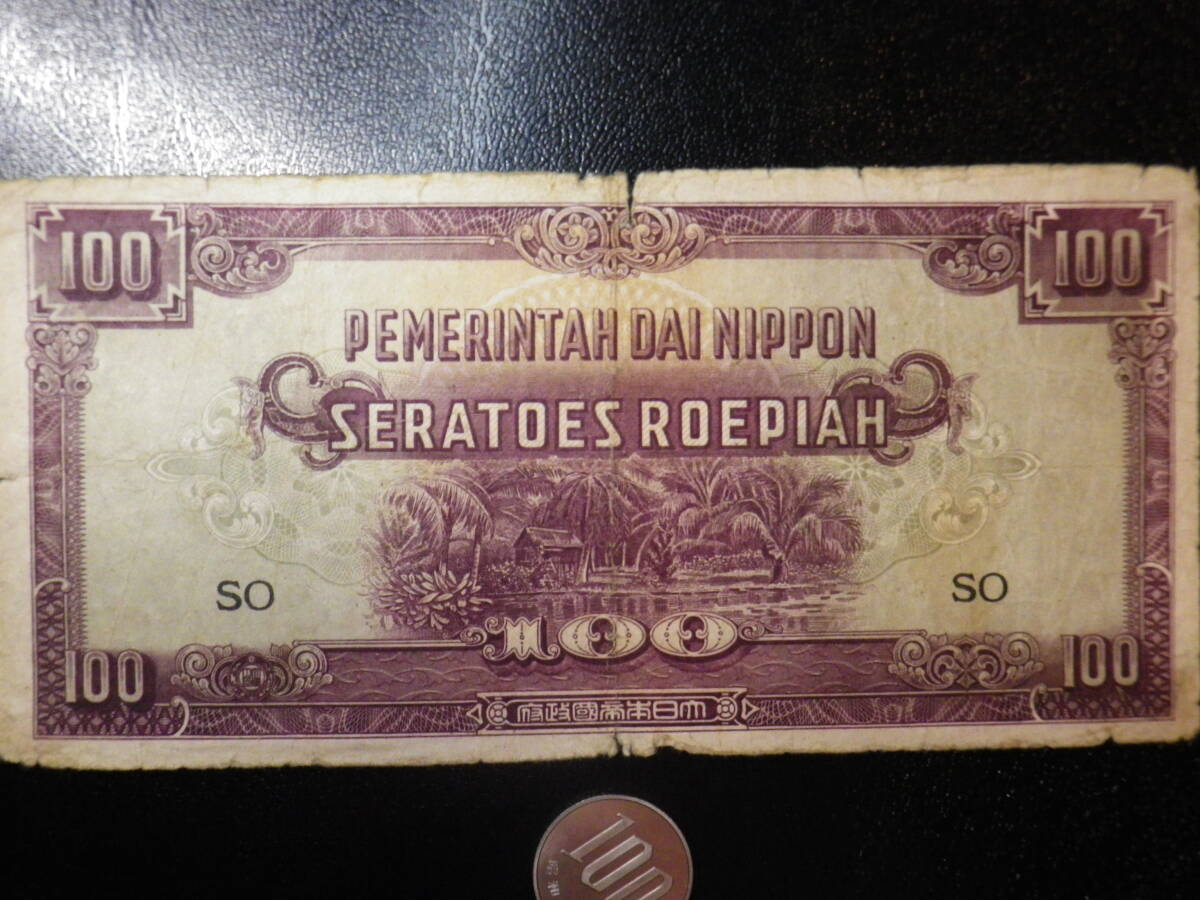 100 100
PEMERINTAH DAI NIPPON
SERATOES ROEPIAH
SO SO
100
100 100
府政國帝本日大
100